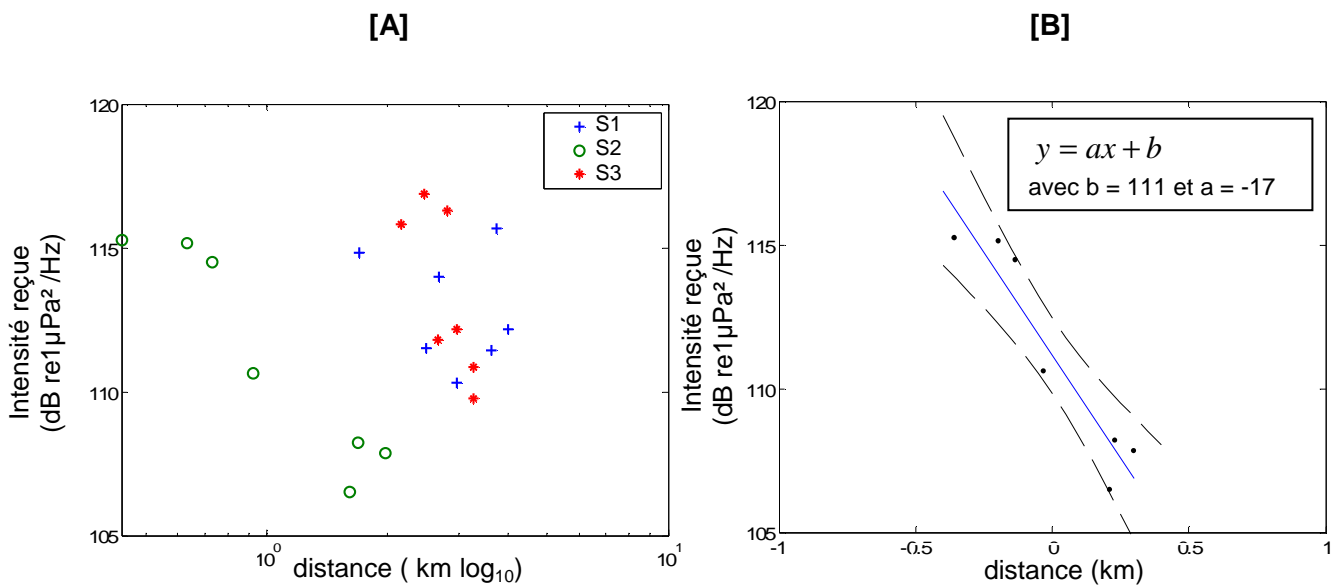 [A]
120
115
110
105
10⁰
10¹
Intensité reçue
(dB re1µPa² /Hz)
distance ( km log₁₀)
S1
S2
S3
[B]
120
115
110
105
-1
-0.5
0
0.5
1
Intensité reçue
(dB re1µPa² /Hz)
distance (km)
y = ax + b
avec b = 111 et a = -17